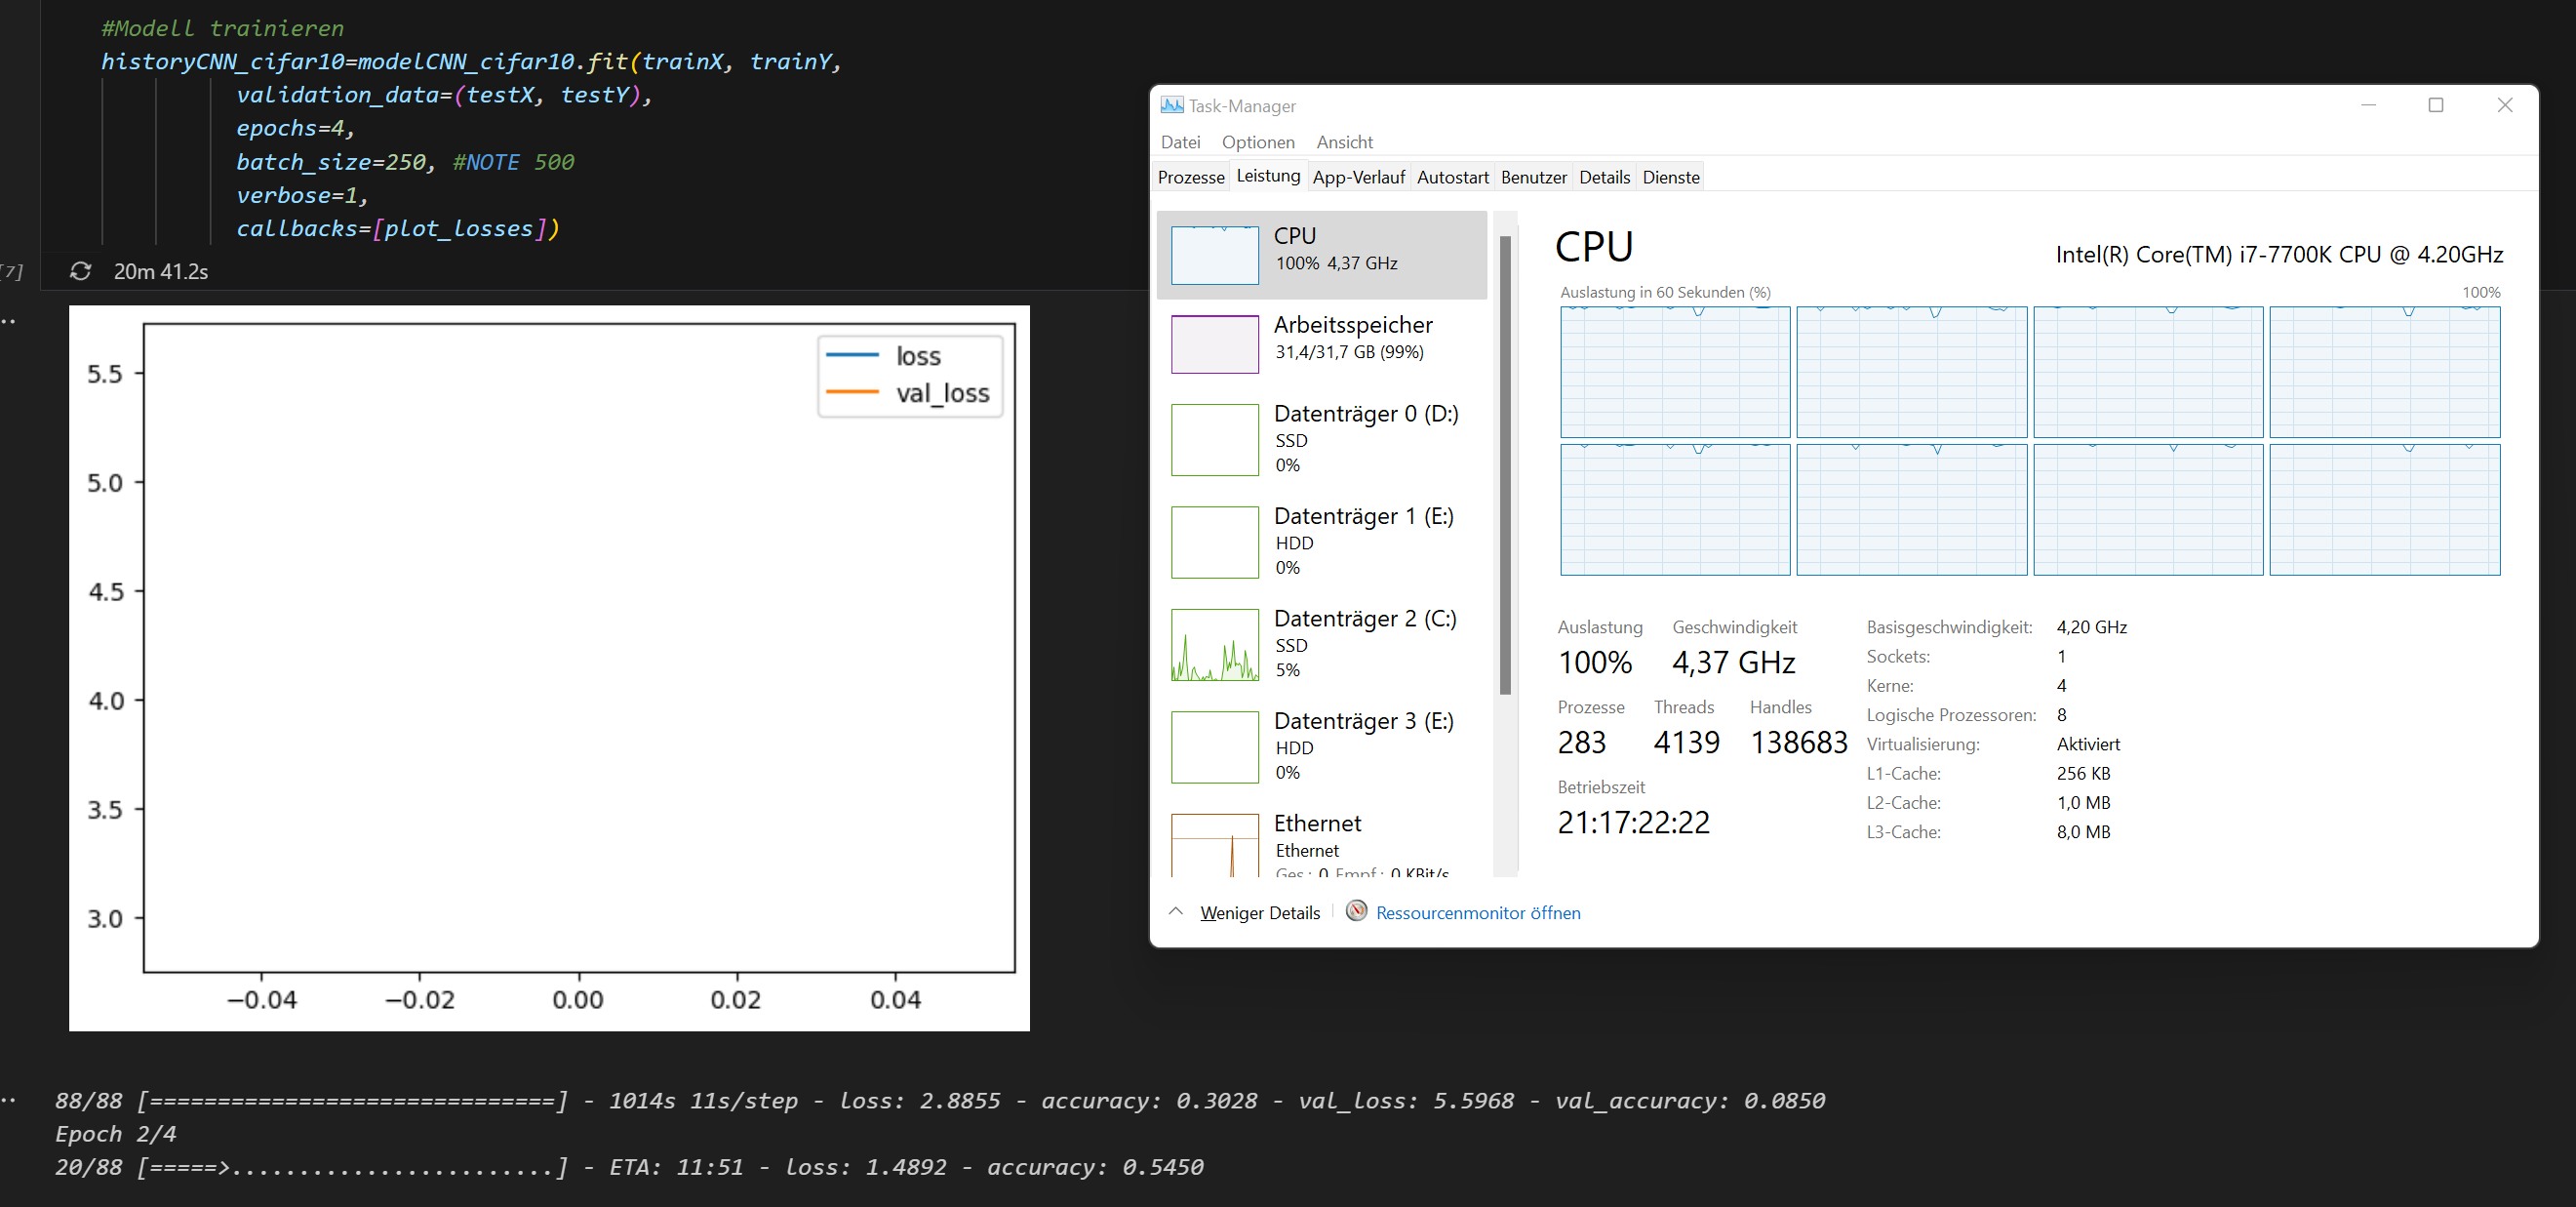 #Modell trainieren
historyCNN_cifar10=modelCNN_cifar10.fit(trainX, trainY,
validation_data=(testX, testY),
epochs=4,
batch_size=250, #NOTE 500
verbose=1,
callbacks=[plot_losses])
[7]
20m 41.2s
loss
val_loss
5.5
5.0
4.5
4.0
3.5
3.0
−0.04 −0.02 0.00 0.02 0.04
88/88 [==============================] - 1014s 11s/step - loss: 2.8855 - accuracy: 0.3028 - val_loss: 5.5968 - val_accuracy: 0.0850
Epoch 2/4
20/88 [=====>........................] - ETA: 11:51 - loss: 1.4892 - accuracy: 0.5450
Task-Manager
Datei Optionen Ansicht
Prozesse Leistung App-Verlauf Autostart Benutzer Details Dienste
CPU
100% 4,37 GHz
Arbeitsspeicher
31,4/31,7 GB (99%)
Datenträger 0 (D:)
SSD
0%
Datenträger 1 (E:)
HDD
0%
Datenträger 2 (C:)
SSD
5%
Datenträger 3 (E:)
HDD
0%
Ethernet
Ethernet
Ges.: 0 Empf.: 0 KBit/s
CPU
Intel(R) Core(TM) i7-7700K CPU @ 4.20GHz
Auslastung in 60 Sekunden (%) 100%
Auslastung Geschwindigkeit
100% 4,37 GHz
Prozesse Threads Handles
283 4139 138683
Betriebszeit
21:17:22:22
Basisgeschwindigkeit: 4,20 GHz
Sockets: 1
Kerne: 4
Logische Prozessoren: 8
Virtualisierung: Aktiviert
L1-Cache: 256 KB
L2-Cache: 1,0 MB
L3-Cache: 8,0 MB
Weniger Details Ressourcenmonitor öffnen